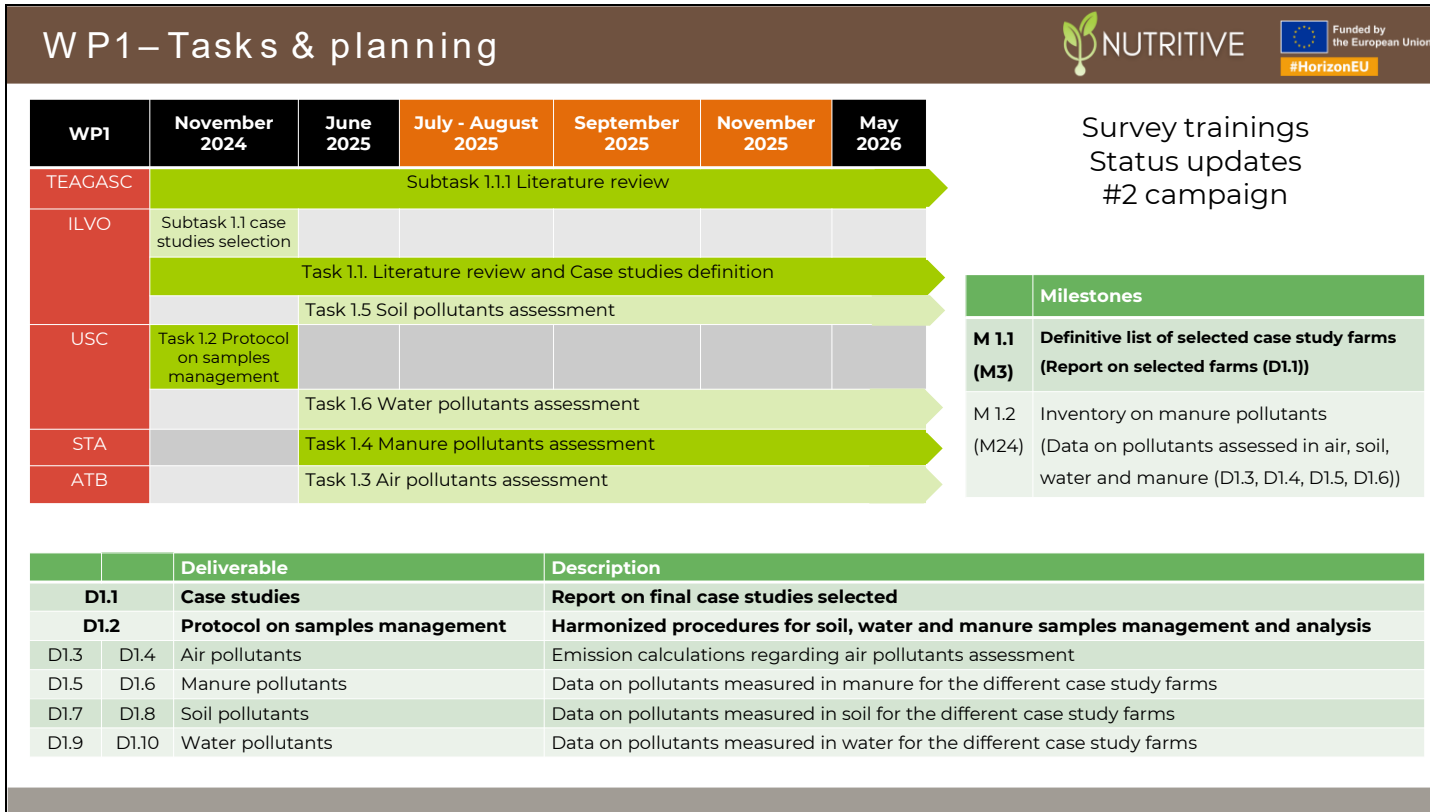 WP1– Tasks & planning
NUTRITIVE
Funded by
the European Union
#HorizonEU
WP1
November
2024
June
2025
July - August
2025
September
2025
November
2025
May
2026
TEAGASC
Subtask 1.1.1 Literature review
ILVO
Subtask 1.1 case
studies selection
Task 1.1. Literature review and Case studies definition
Task 1.5 Soil pollutants assessment
USC
Task 1.2 Protocol
on samples
management
Task 1.6 Water pollutants assessment
STA
Task 1.4 Manure pollutants assessment
ATB
Task 1.3 Air pollutants assessment
Survey trainings
Status updates
#2 campaign
Milestones
M 1.1
(M3)
Definitive list of selected case study farms
(Report on selected farms (D1.1))
M 1.2
(M24)
Inventory on manure pollutants
(Data on pollutants assessed in air, soil,
water and manure (D1.3, D1.4, D1.5, D1.6))
Deliverable Description
D1.1 Case studies Report on final case studies selected
D1.2 Protocol on samples management Harmonized procedures for soil, water and manure samples management and analysis
D1.3 D1.4 Air pollutants Emission calculations regarding air pollutants assessment
D1.5 D1.6 Manure pollutants Data on pollutants measured in manure for the different case study farms
D1.7 D1.8 Soil pollutants Data on pollutants measured in soil for the different case study farms
D1.9 D1.10 Water pollutants Data on pollutants measured in water for the different case study farms